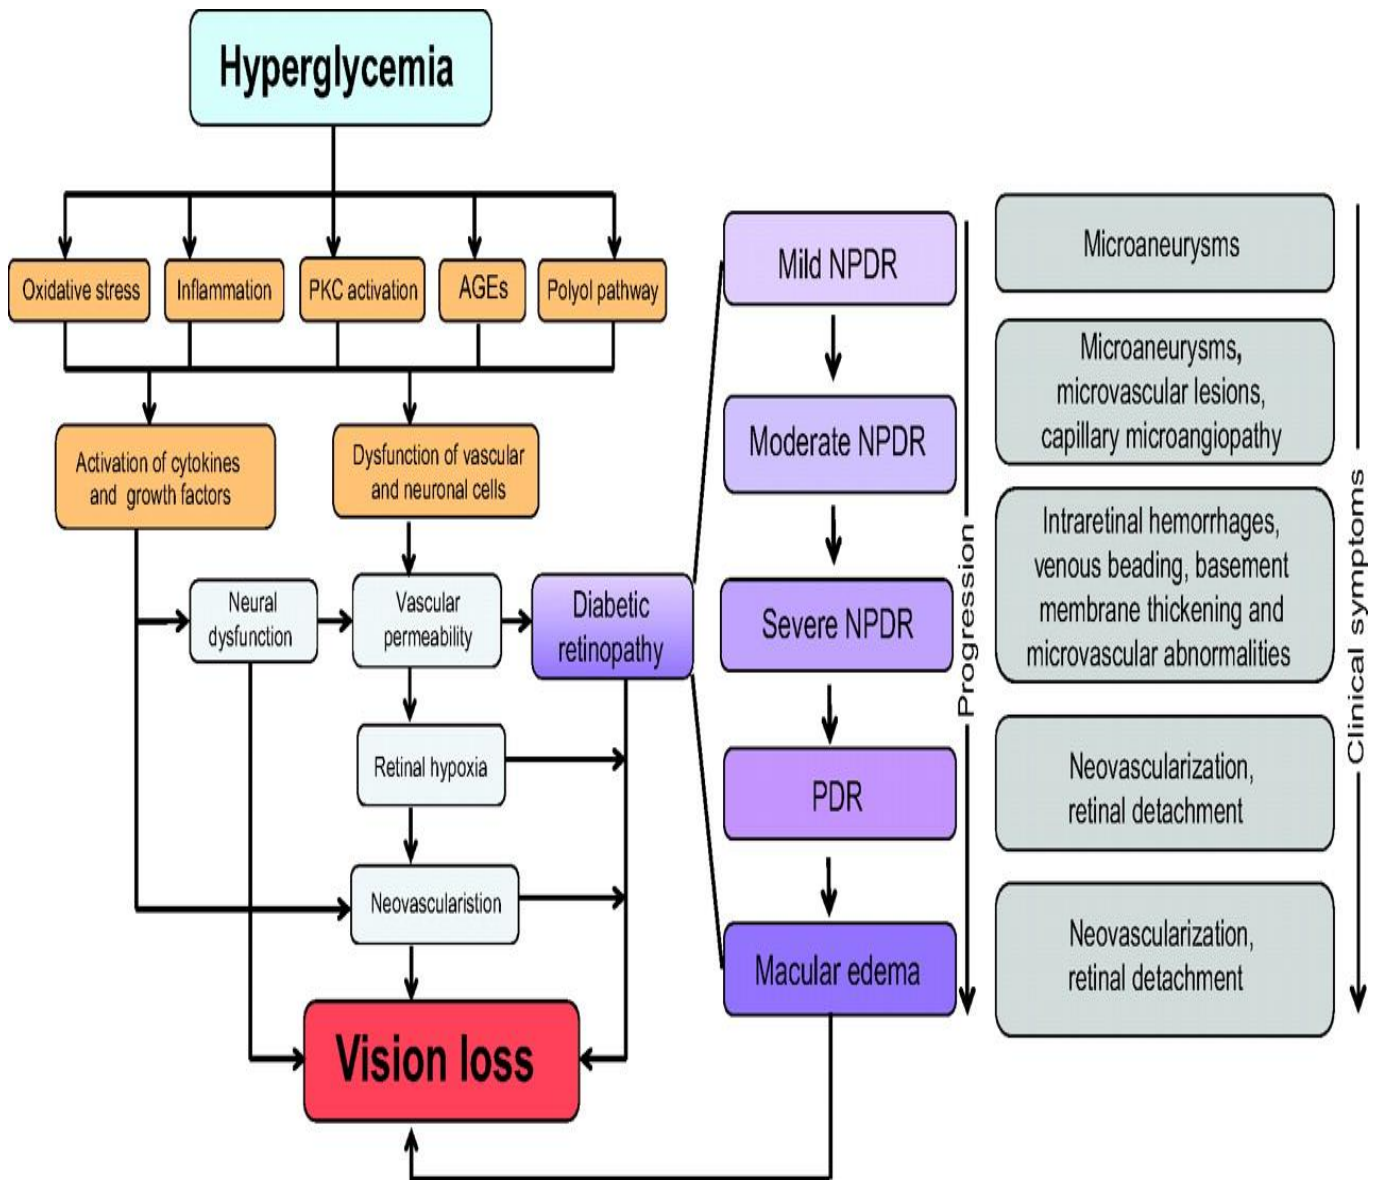 Hyperglycemia
Oxidative stress
Inflammation
PKC activation
AGEs
Polyol pathway
Activation of cytokines
and growth factors
Dysfunction of vascular
and neuronal cells
Neural
dysfunction
Vascular
permeability
Diabetic
retinopathy
Retinal hypoxia
Neovascularistion
Vision loss
Mild NPDR
Moderate NPDR
Severe NPDR
PDR
Macular edema
Progression
Microaneurysms
Microaneurysms,
microvascular lesions,
capillary microangiopathy
Intraretinal hemorrhages,
venous beading, basement
membrane thickening and
microvascular abnormalities
Neovascularization,
retinal detachment
Neovascularization,
retinal detachment
Clinical symptoms